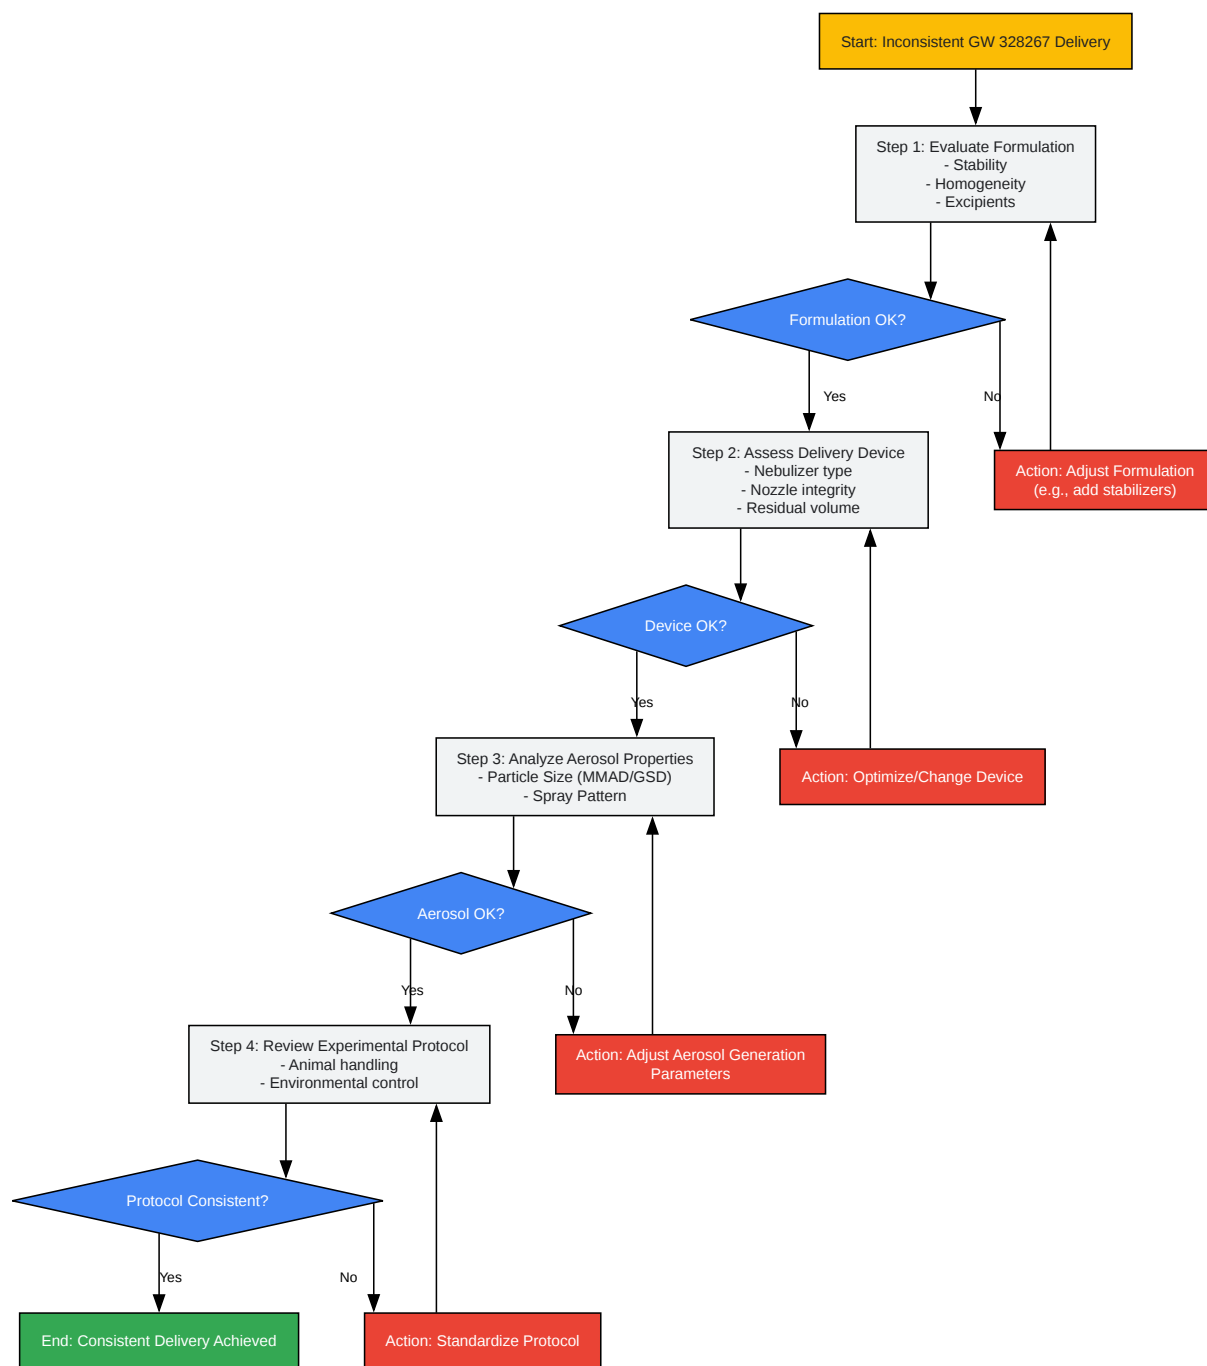 Start: Inconsistent GW 328267 Delivery
Step 1: Evaluate Formulation
- Stability
- Homogeneity
- Excipients
Formulation OK?
Yes
No
Step 2: Assess Delivery Device
- Nebulizer type
- Nozzle integrity
- Residual volume
Action: Adjust Formulation
(e.g., add stabilizers)
Device OK?
Yes
No
Step 3: Analyze Aerosol Properties
- Particle Size (MMAD/GSD)
- Spray Pattern
Action: Optimize/Change Device
Aerosol OK?
Yes
No
Step 4: Review Experimental Protocol
- Animal handling
- Environmental control
Action: Adjust Aerosol Generation
Parameters
Protocol Consistent?
Yes
No
End: Consistent Delivery Achieved
Action: Standardize Protocol